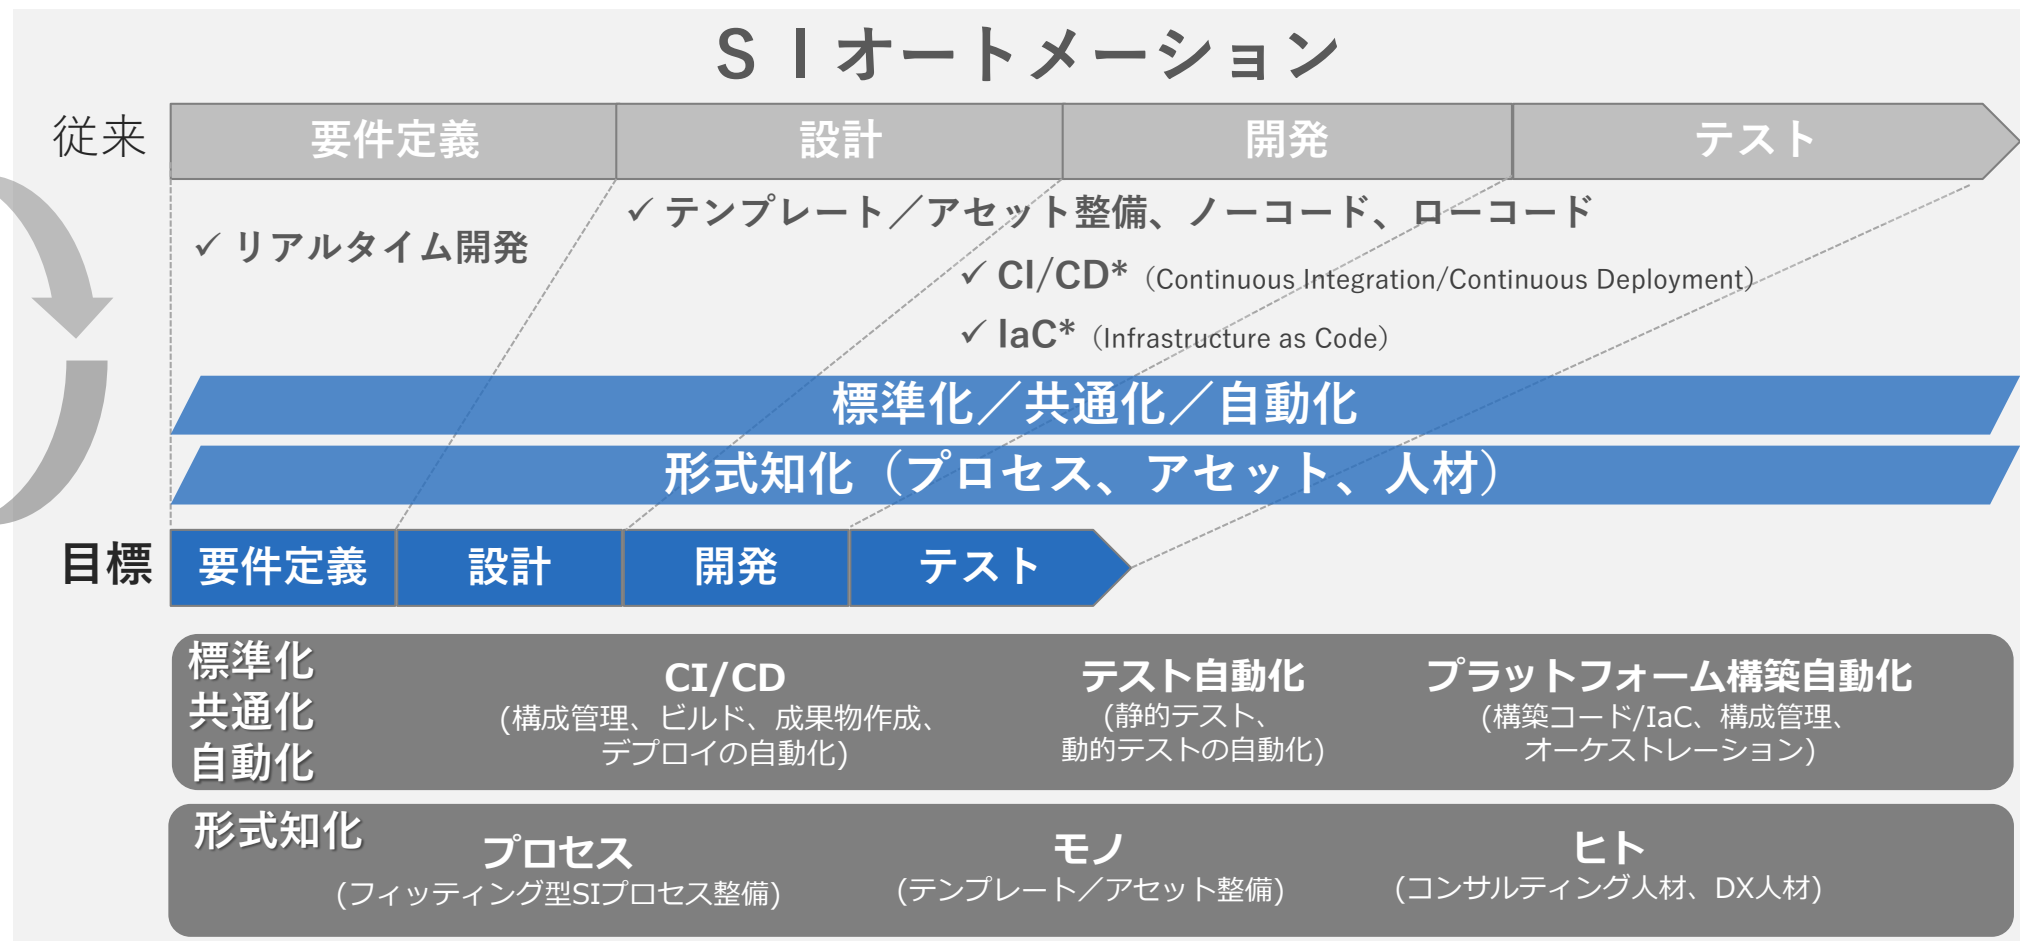 ＳＩオートメーション
従来
要件定義
設計
開発
テスト
✓ テンプレート／アセット整備、ノーコード、ローコード
✓ リアルタイム開発
✓ CI/CD*（Continuous Integration/Continuous Deployment）
✓ IaC*（Infrastructure as Code）
標準化／共通化／自動化
形式知化（プロセス、アセット、人材）
目標
要件定義
設計
開発
テスト
標準化
共通化
自動化
CI/CD
(構成管理、ビルド、成果物作成、
デプロイの自動化)
テスト自動化
(静的テスト、
動的テストの自動化)
プラットフォーム構築自動化
(構築コード/IaC、構成管理、
オーケストレーション)
形式知化
プロセス
(フィッティング型SIプロセス整備)
モノ
(テンプレート／アセット整備)
ヒト
(コンサルティング人材、DX人材)